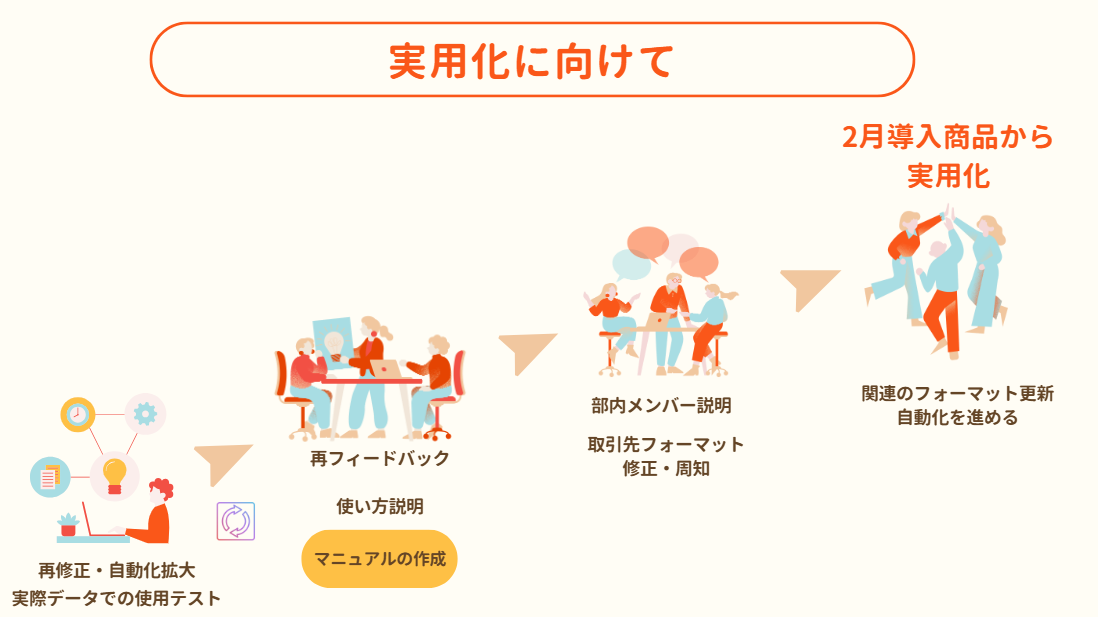 実用化に向けて
2月導入商品から
実用化
関連のフォーマット更新
自動化を進める
部内メンバー説明
取引先フォーマット
修正・周知
再フィードバック
使い方説明
マニュアルの作成
再修正・自動化拡大
実際データでの使用テスト